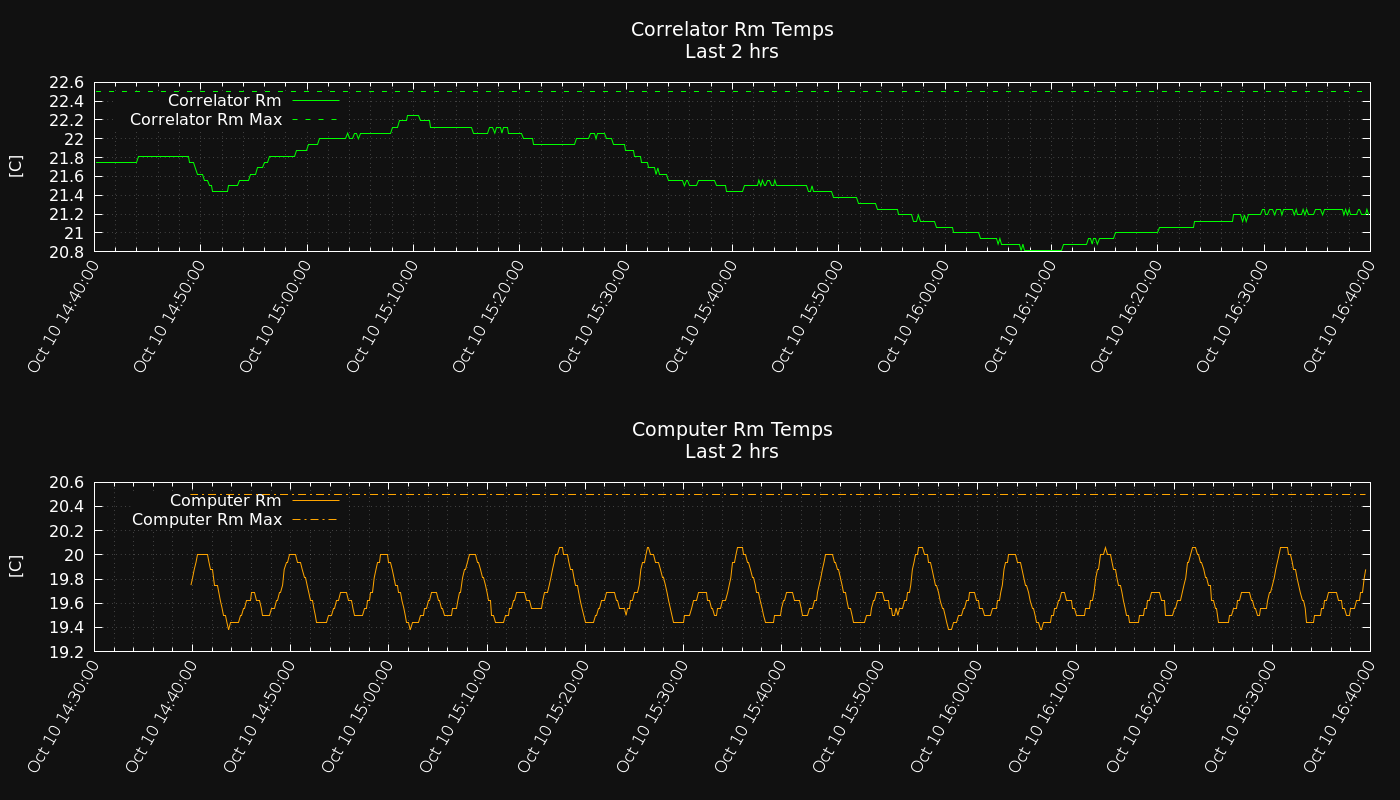 Correlator Rm Temps
Last 2 hrs
22.6
22.4
22.2
22
21.8
21.6
21.4
21.2
21
20.8
[C]
Correlator Rm
Correlator Rm Max
Oct 10 14:40:00
Oct 10 14:50:00
Oct 10 15:00:00
Oct 10 15:10:00
Oct 10 15:20:00
Oct 10 15:30:00
Oct 10 15:40:00
Oct 10 15:50:00
Oct 10 16:00:00
Oct 10 16:10:00
Oct 10 16:20:00
Oct 10 16:30:00
Oct 10 16:40:00
Computer Rm Temps
Last 2 hrs
20.6
20.4
20.2
20
19.8
19.6
19.4
19.2
[C]
Computer Rm
Computer Rm Max
Oct 10 14:30:00
Oct 10 14:40:00
Oct 10 14:50:00
Oct 10 15:00:00
Oct 10 15:10:00
Oct 10 15:20:00
Oct 10 15:30:00
Oct 10 15:40:00
Oct 10 15:50:00
Oct 10 16:00:00
Oct 10 16:10:00
Oct 10 16:20:00
Oct 10 16:30:00
Oct 10 16:40:00